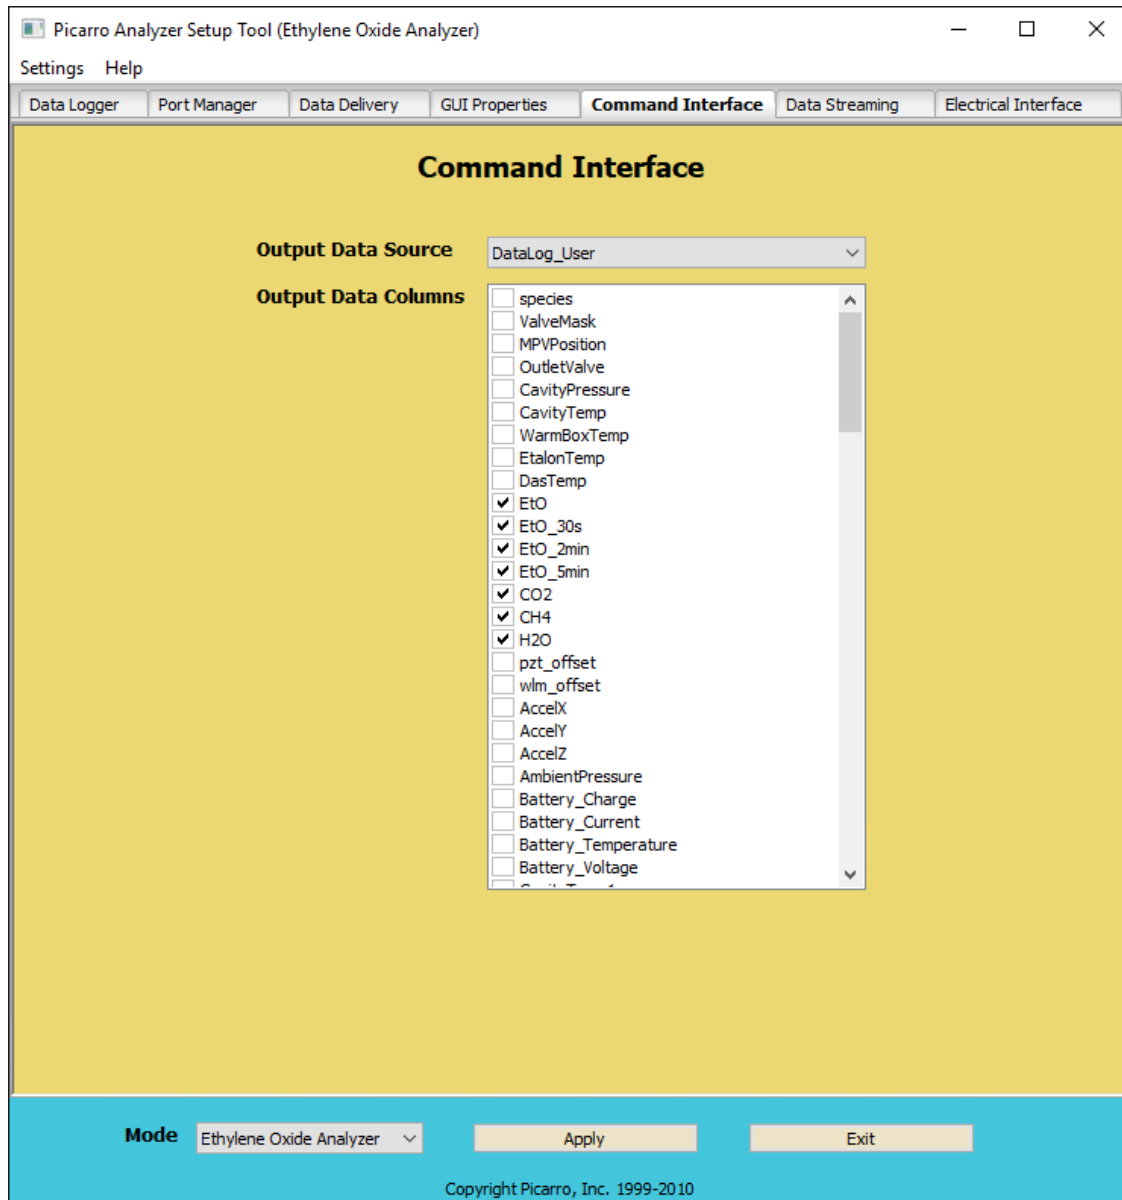 Picarro Analyzer Setup Tool (Ethylene Oxide Analyzer)
Settings Help
Data Logger Port Manager Data Delivery GUI Properties Command Interface Data Streaming Electrical Interface
Command Interface
Output Data Source DataLog_User
Output Data Columns species
ValveMask
MPVPosition
OutletValve
CavityPressure
CavityTemp
WarmBoxTemp
EtalonTemp
DasTemp
EtO
EtO_30s
EtO_2min
EtO_5min
CO2
CH4
H2O
pzt_offset
wlm_offset
AccelX
AccelY
AccelZ
AmbientPressure
Battery_Charge
Battery_Current
Battery_Temperature
Battery_Voltage
Mode Ethylene Oxide Analyzer Apply Exit
Copyright Picarro, Inc. 1999-2010